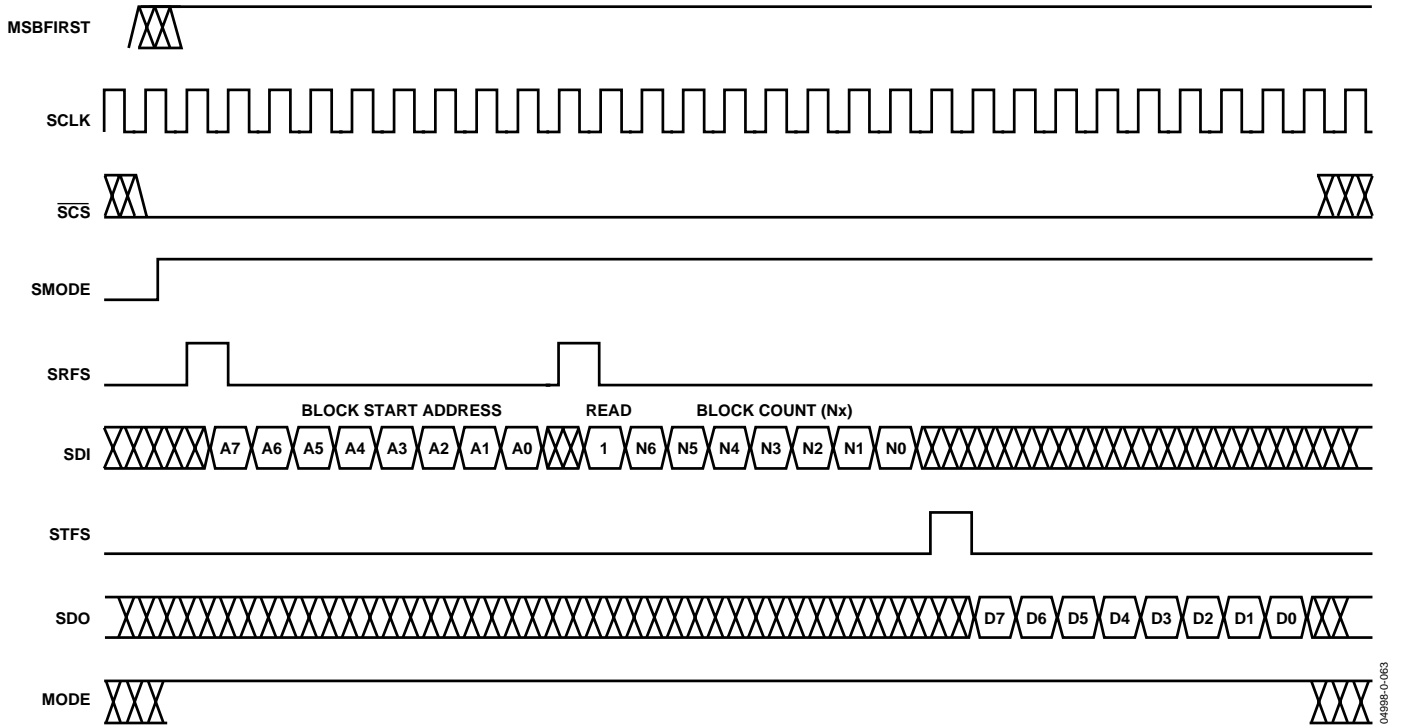 MSBFIRST
SCLK
SCS
SMODE
SRFS
BLOCK START ADDRESS READ BLOCK COUNT (Nx)
SDI A7 A6 A5 A4 A3 A2 A1 A0 1 N6 N5 N4 N3 N2 N1 N0
STFS
SDO D7 D6 D5 D4 D3 D2 D1 D0
MODE
04998-0-063